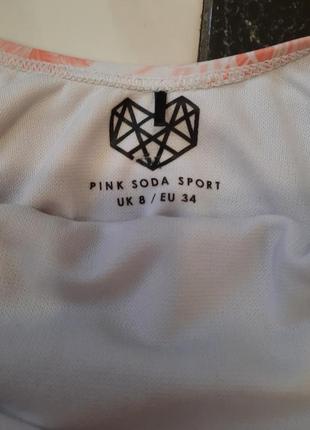 PINK SODA SPORT
UK 8 / EU 34